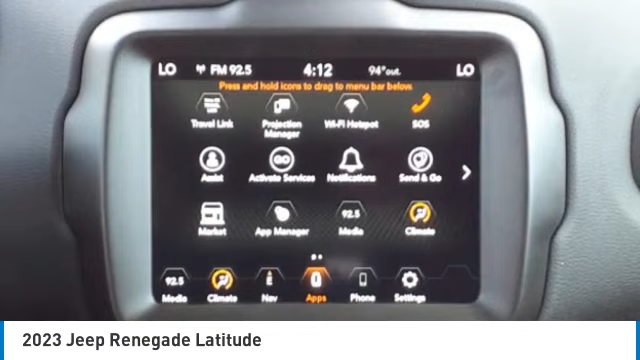 LO FM 92.5 4:12 94° out. LO
Press and hold icons to drag to menu bar below.
Travel Link Projection Manager Wi-Fi Hotspot SOS
GO
Assist Activate Services Notifications Send & Go
92.5
Market App Manager Media Climate
92.5
Media Climate Nav Apps Phone Settings
2023 Jeep Renegade Latitude